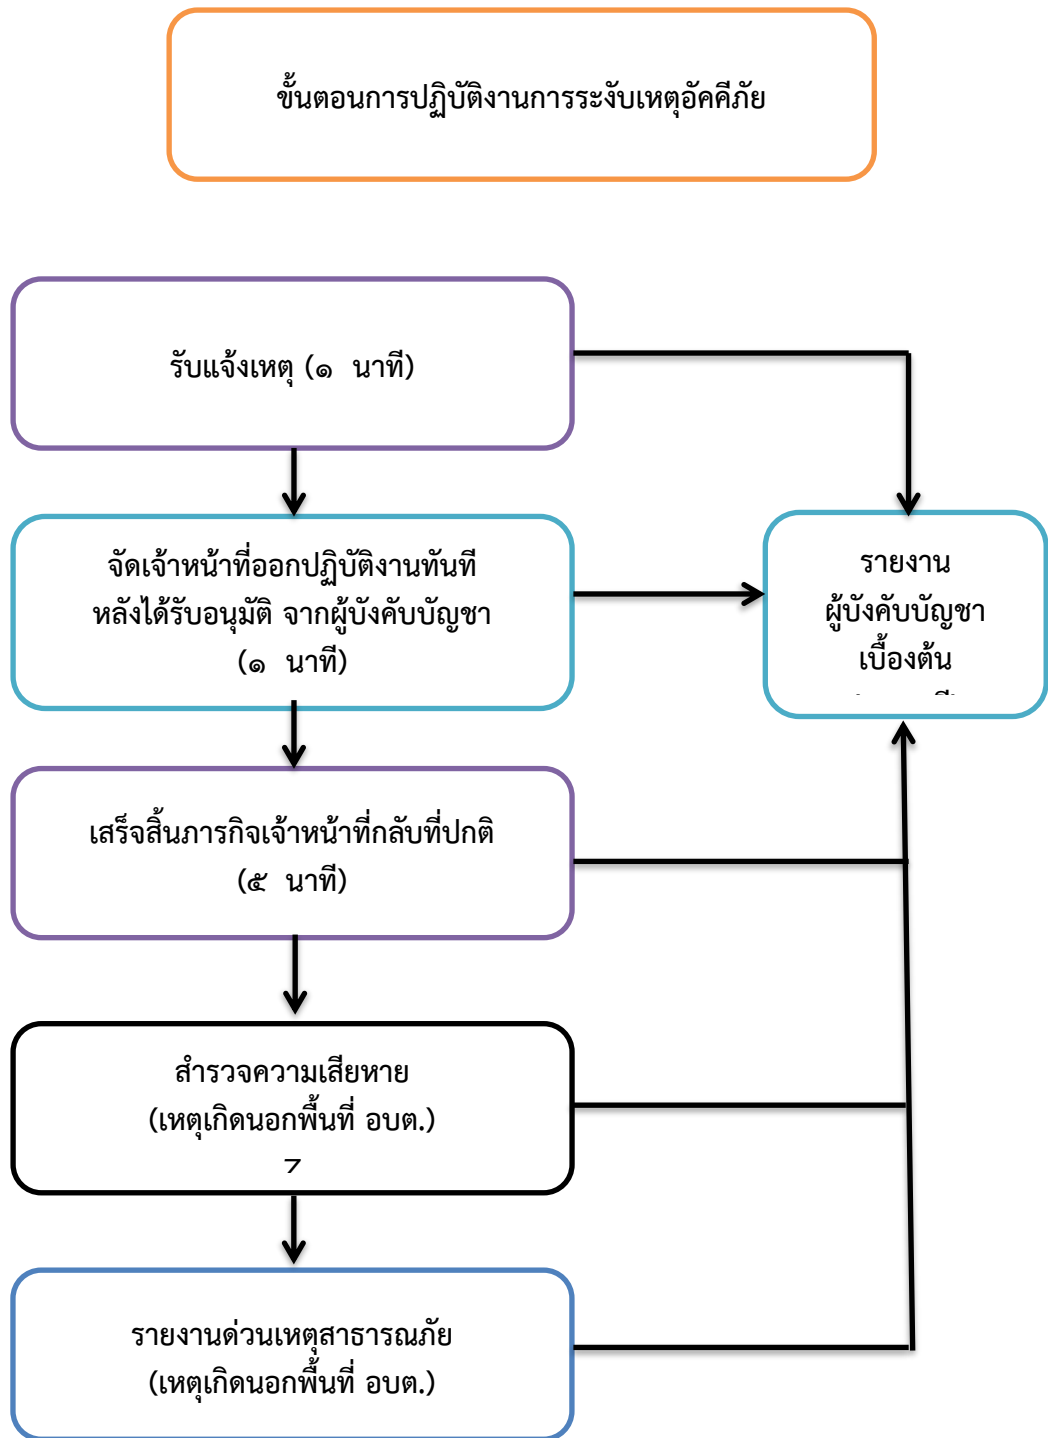 ขั้นตอนการปฏิบัติงานการระงับเหตุอัคคีภัย
รับแจ้งเหตุ (๑ นาที)
จัดเจ้าหน้าที่ออกปฏิบัติงานทันที
หลังได้รับอนุมัติ จากผู้บังคับบัญชา
(๑ นาที)
รายงาน
ผู้บังคับบัญชา
เบื้องต้น
เสร็จสิ้นภารกิจเจ้าหน้าที่กลับที่ปกติ
(๕ นาที)
สำรวจความเสียหาย
(เหตุเกิดนอกพื้นที่ อบต.)
รายงานด่วนเหตุสาธารณภัย
(เหตุเกิดนอกพื้นที่ อบต.)